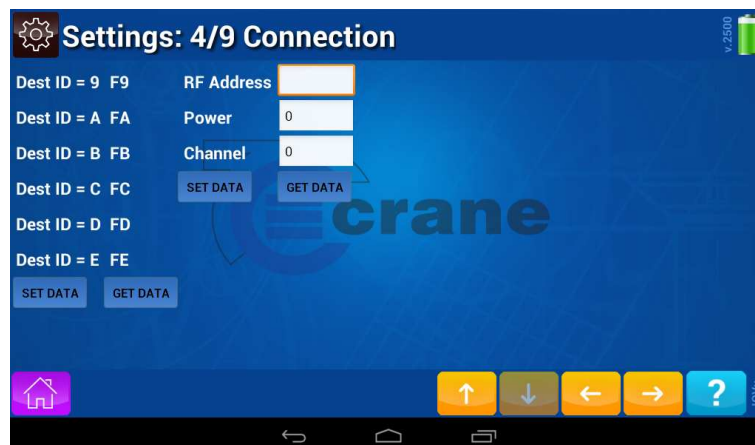 Settings: 4/9 Connection
v.2500
Dest ID = 9 F9 RF Address
Dest ID = A FA Power 0
Dest ID = B FB Channel 0
Dest ID = C FC SET DATA GET DATA
Dest ID = D FD
Dest ID = E FE
SET DATA GET DATA
crane
?